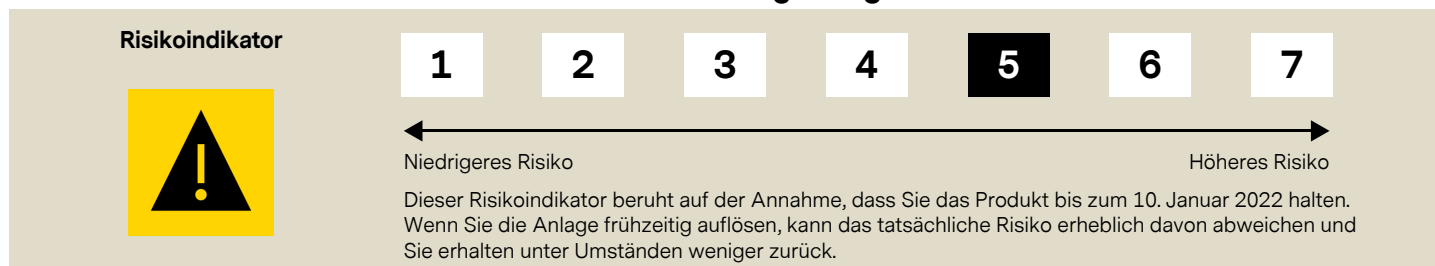 Risikoindikator
1 2 3 4 5 6 7
Niedrigeres Risiko Höheres Risiko
Dieser Risikoindikator beruht auf der Annahme, dass Sie das Produkt bis zum 10. Januar 2022 halten.
Wenn Sie die Anlage frühzeitig auflösen, kann das tatsächliche Risiko erheblich davon abweichen und
Sie erhalten unter Umständen weniger zurück.